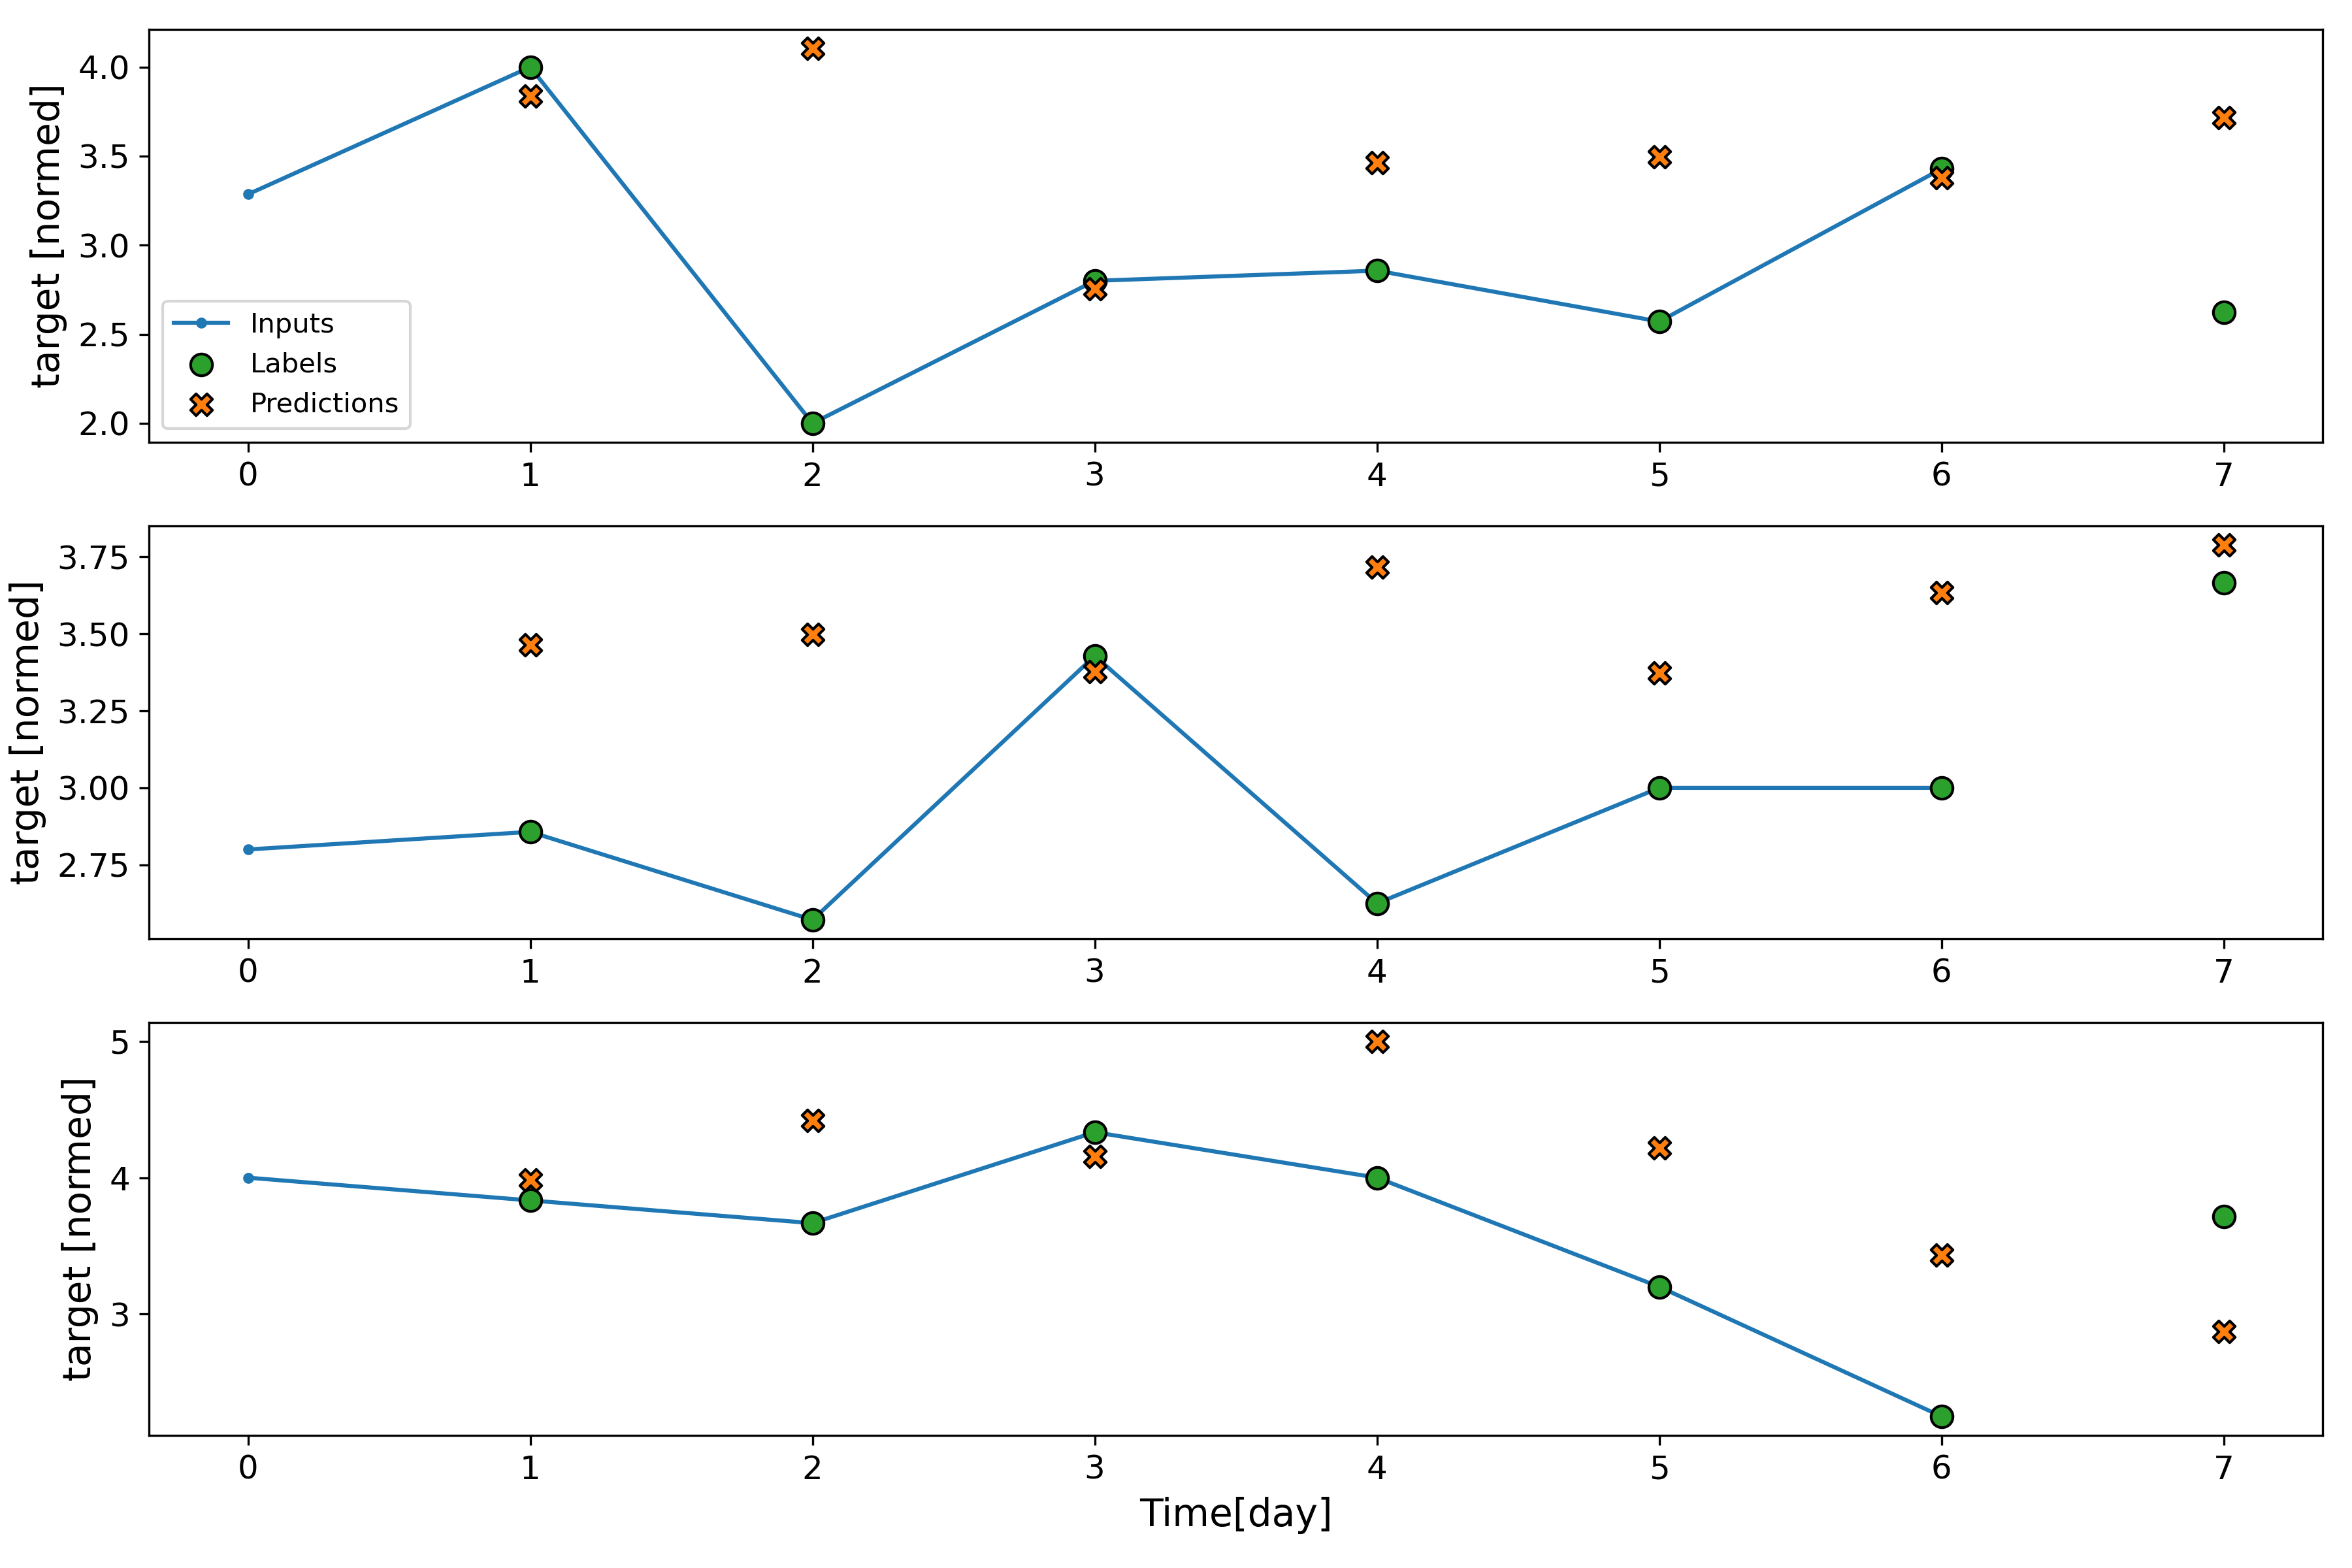 target [normed]
4.0
3.5
3.0
2.5
2.0
Inputs
Labels
Predictions
0 1 2 3 4 5 6 7
target [normed]
3.75
3.50
3.25
3.00
2.75
0 1 2 3 4 5 6 7
target [normed]
5
4
3
0 1 2 3 4 5 6 7
Time[day]